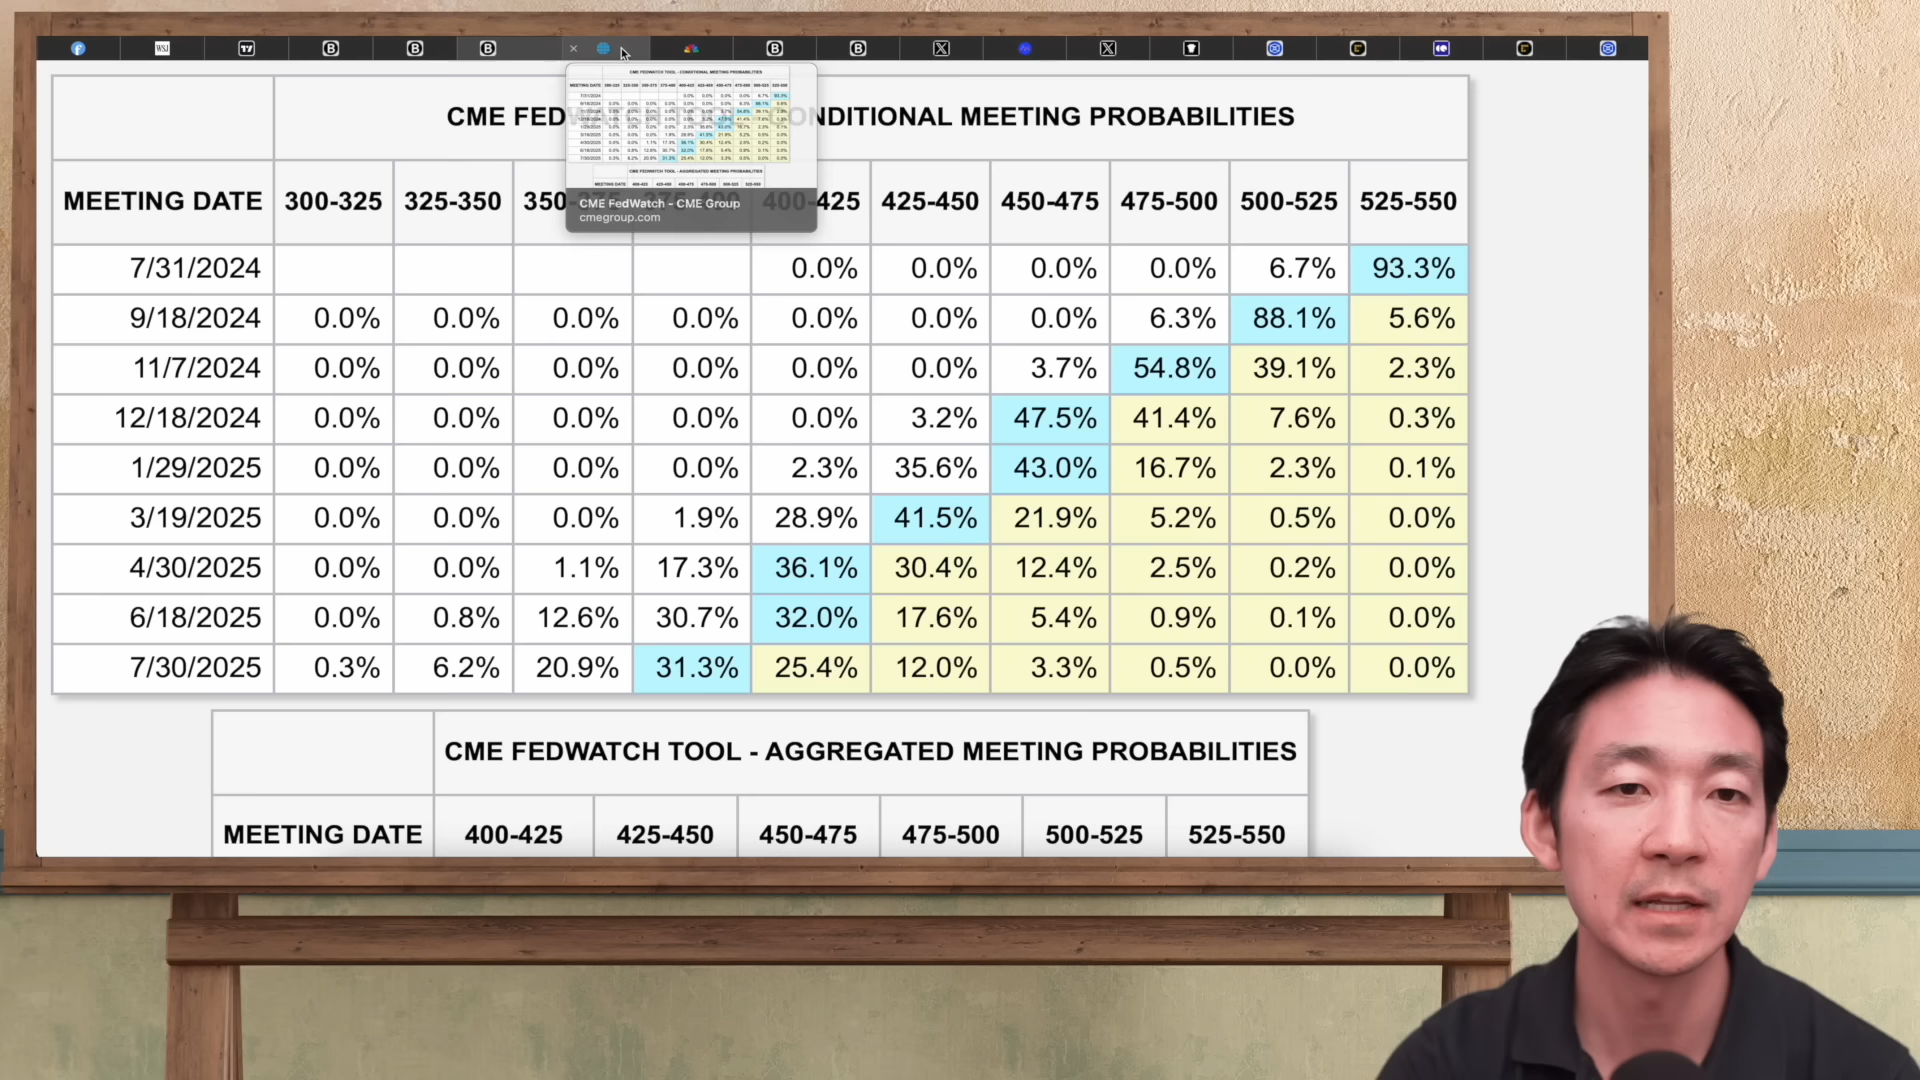 CME FEDWATCH TOOL - CONDITIONAL MEETING PROBABILITIES
MEETING DATE 300-325 325-350 350-375 375-400 400-425 425-450 450-475 475-500 500-525 525-550
CME FedWatch - CME Group
cmegroup.com
7/31/2024 0.0% 0.0% 0.0% 0.0% 6.7% 93.3%
9/18/2024 0.0% 0.0% 0.0% 0.0% 0.0% 0.0% 0.0% 6.3% 88.1% 5.6%
11/7/2024 0.0% 0.0% 0.0% 0.0% 0.0% 0.0% 3.7% 54.8% 39.1% 2.3%
12/18/2024 0.0% 0.0% 0.0% 0.0% 0.0% 3.2% 47.5% 41.4% 7.6% 0.3%
1/29/2025 0.0% 0.0% 0.0% 0.0% 2.3% 35.6% 43.0% 16.7% 2.3% 0.1%
3/19/2025 0.0% 0.0% 0.0% 1.9% 28.9% 41.5% 21.9% 5.2% 0.5% 0.0%
4/30/2025 0.0% 0.0% 1.1% 17.3% 36.1% 30.4% 12.4% 2.5% 0.2% 0.0%
6/18/2025 0.0% 0.8% 12.6% 30.7% 32.0% 17.6% 5.4% 0.9% 0.1% 0.0%
7/30/2025 0.3% 6.2% 20.9% 31.3% 25.4% 12.0% 3.3% 0.5% 0.0% 0.0%
CME FEDWATCH TOOL - AGGREGATED MEETING PROBABILITIES
MEETING DATE 400-425 425-450 450-475 475-500 500-525 525-550